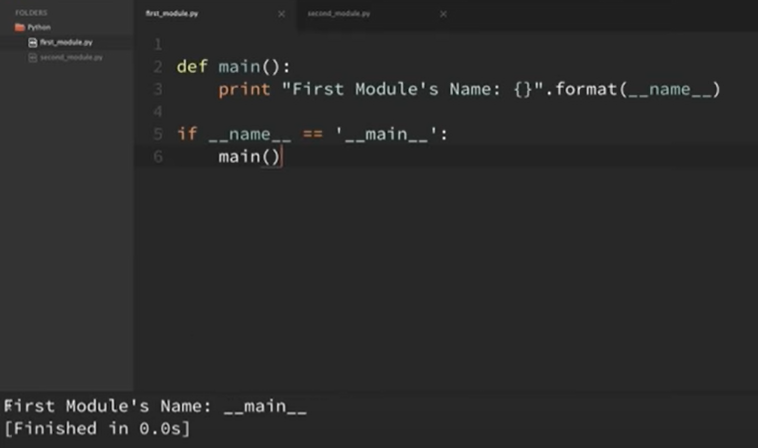 FOLDERS
Python
first_module.py
second_module.py
first_module.py
second_module.py
1
2 def main():
3 print "First Module's Name: {}".format(__name__)
4
5 if __name__ == '__main__':
6 main()
First Module's Name: __main__
[Finished in 0.0s]